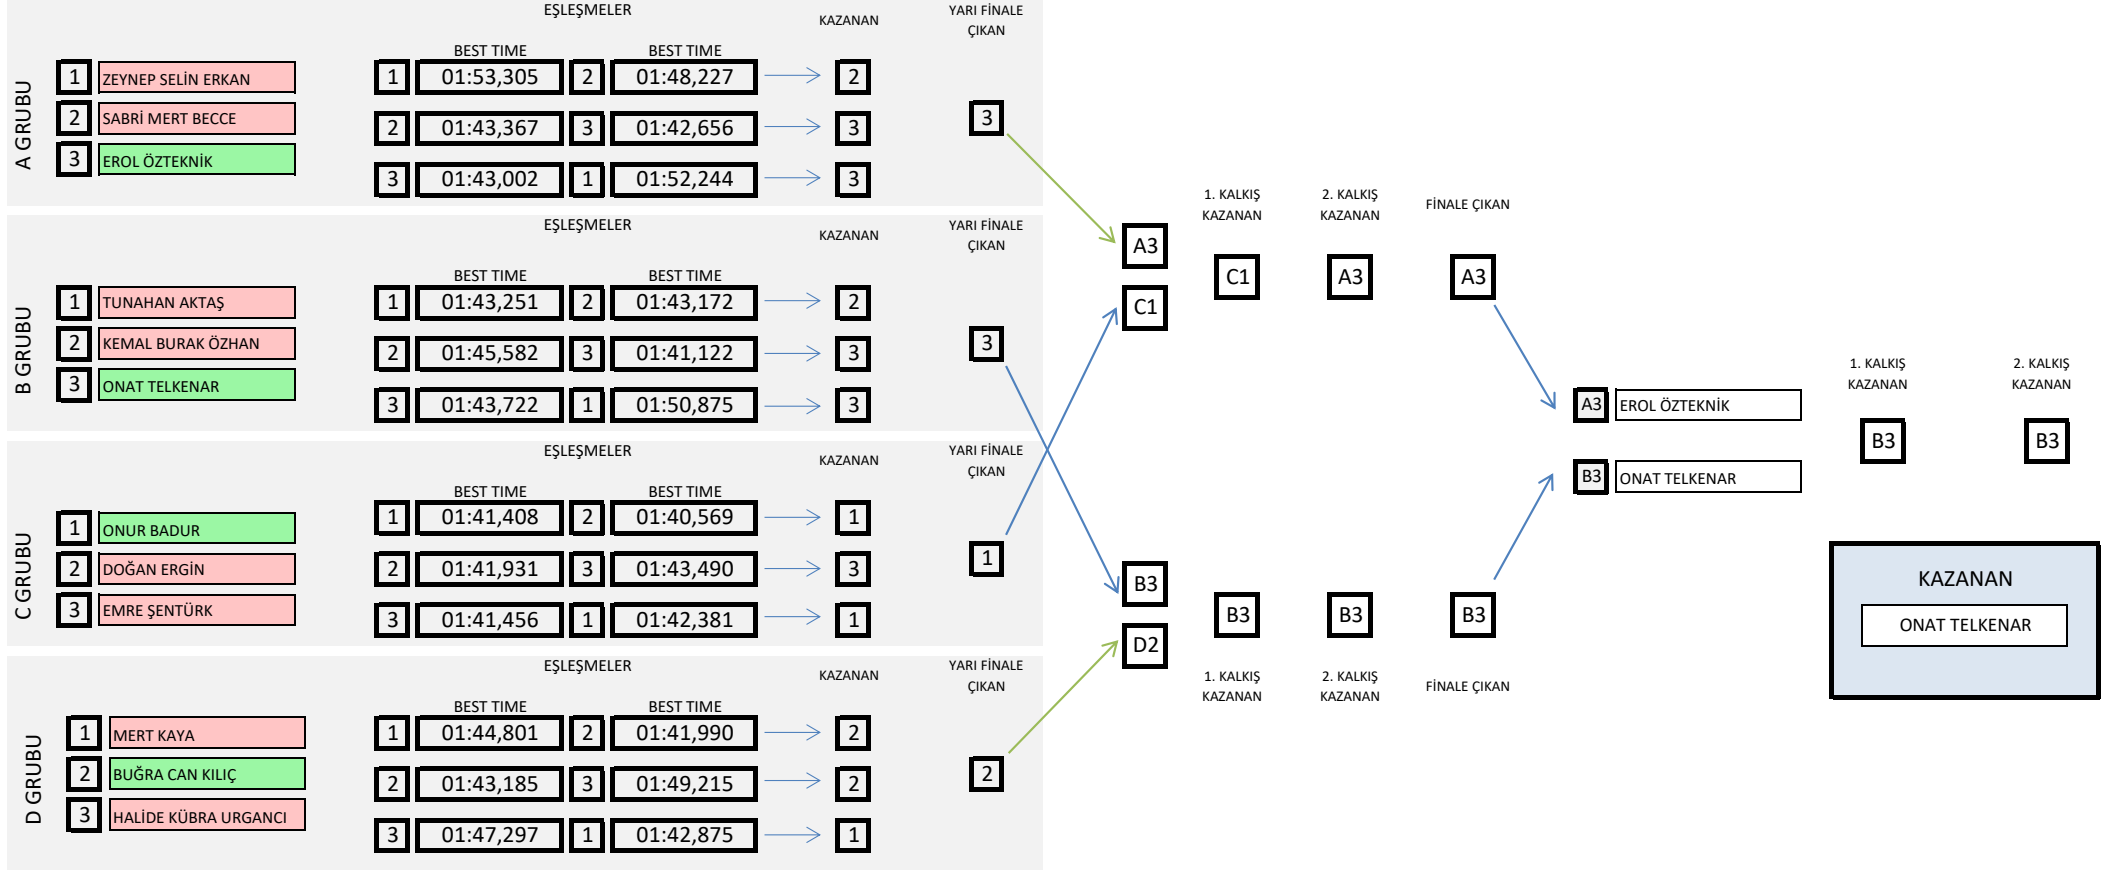 EŞLEŞMELER
KAZANAN
YARI FİNALE
ÇIKAN
BEST TIME BEST TIME
A GRUBU
1 ZEYNEP SELİN ERKAN 1 01:53,305 2 01:48,227 2
2 SABRİ MERT BECCE 2 01:43,367 3 01:42,656 3 3
3 EROL ÖZTEKNİK 3 01:43,002 1 01:52,244 3
EŞLEŞMELER
KAZANAN
YARI FİNALE
ÇIKAN
BEST TIME BEST TIME
B GRUBU
1 TUNAHAN AKTAŞ 1 01:43,251 2 01:43,172 2
2 KEMAL BURAK ÖZHAN 2 01:45,582 3 01:41,122 3 3
3 ONAT TELKENAR 3 01:43,722 1 01:50,875 3
EŞLEŞMELER
KAZANAN
YARI FİNALE
ÇIKAN
BEST TIME BEST TIME
C GRUBU
1 ONUR BADUR 1 01:41,408 2 01:40,569 1
2 DOĞAN ERGİN 2 01:41,931 3 01:43,490 3 1
3 EMRE ŞENTÜRK 3 01:41,456 1 01:42,381 1
EŞLEŞMELER
KAZANAN
YARI FİNALE
ÇIKAN
BEST TIME BEST TIME
D GRUBU
1 MERT KAYA 1 01:44,801 2 01:41,990 2
2 BUĞRA CAN KILIÇ 2 01:43,185 3 01:49,215 2 2
3 HALİDE KÜBRA URGANCI 3 01:47,297 1 01:42,875 1
1. KALKIŞ
KAZANAN
2. KALKIŞ
KAZANAN
FİNALE ÇIKAN
A3
C1
C1 A3 A3
B3
D2
B3 B3 B3
1. KALKIŞ
KAZANAN
2. KALKIŞ
KAZANAN
FİNALE ÇIKAN
A3 EROL ÖZTEKNİK
B3 ONAT TELKENAR
1. KALKIŞ
KAZANAN
2. KALKIŞ
KAZANAN
B3 B3
KAZANAN
ONAT TELKENAR